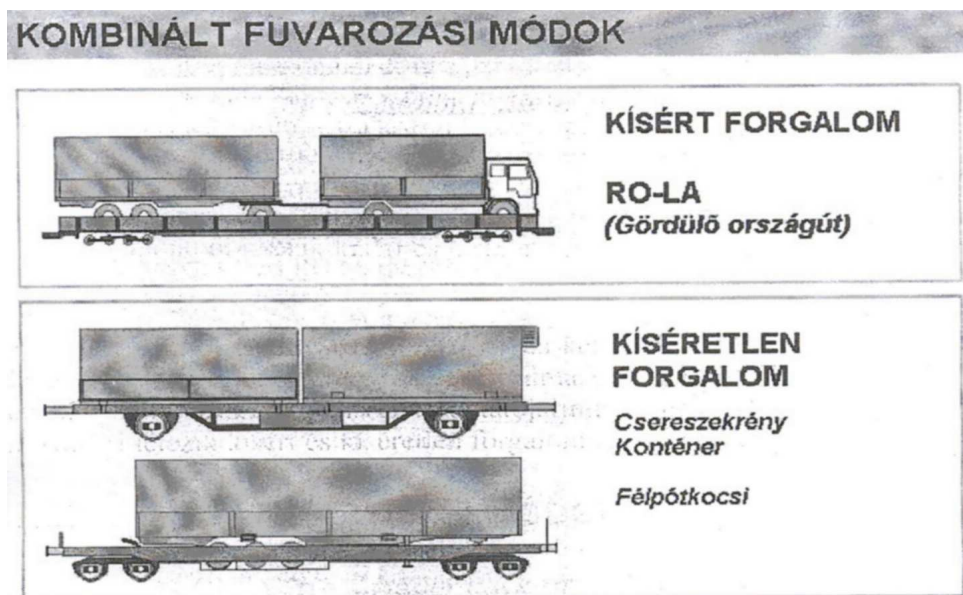 KOMBINÁLT FUVAROZÁSI MÓDOK
KÍSÉRT FORGALOM
RO-LA
(Gördülő országút)
KÍSÉRETLEN
FORGALOM
Csereszekrény
Konténer
Félpótkocsi